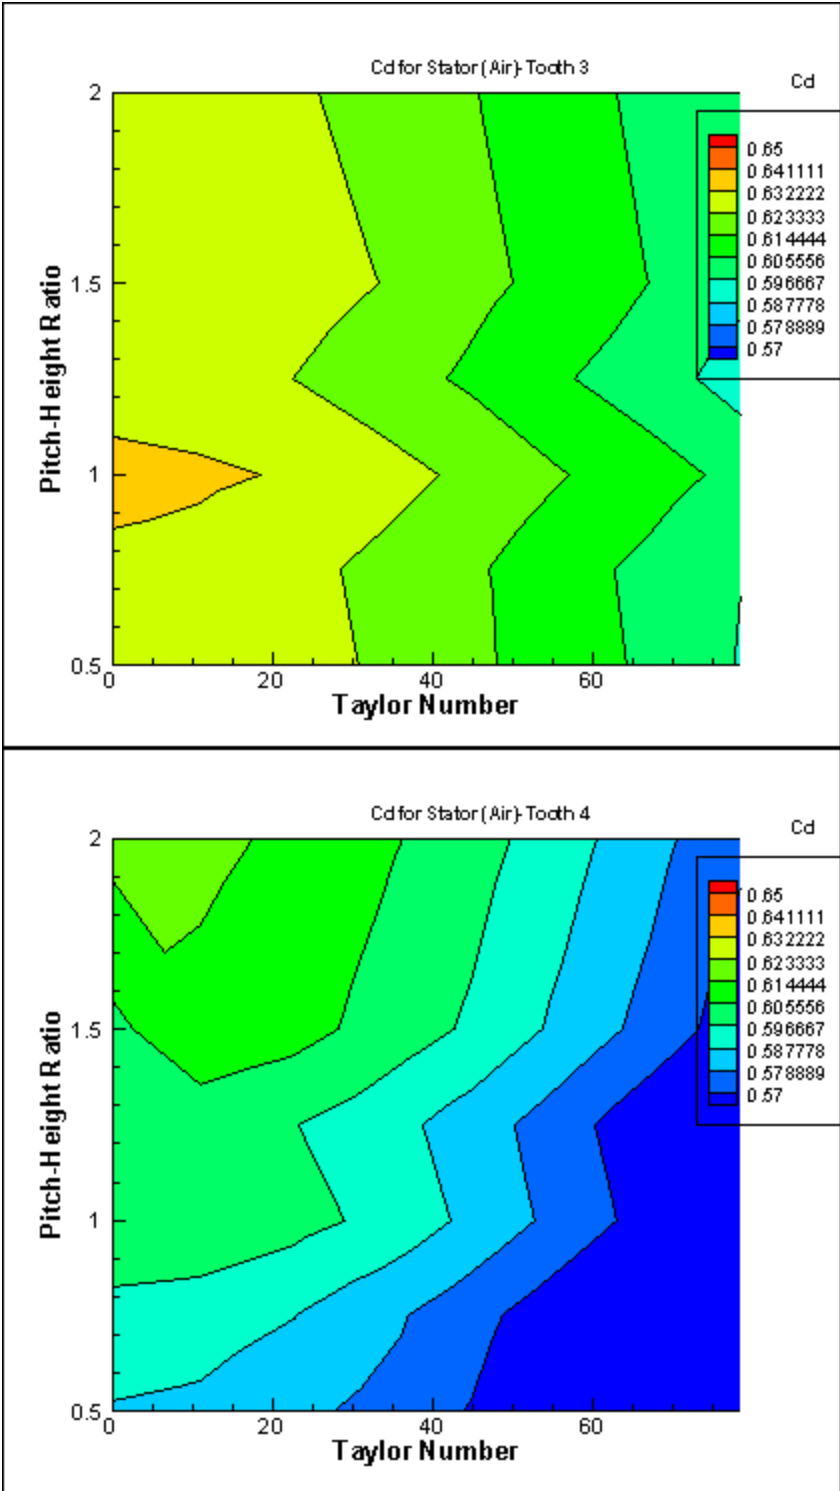 Cd for Stator (Air)- Tooth 3
Cd
2
1.5
1
0.5
Pitch-Height Ratio
0 20 40 60
Taylor Number
0.65
0.641111
0.632222
0.623333
0.614444
0.605556
0.596667
0.587778
0.578889
0.57
Cd for Stator (Air)- Tooth 4
Cd
2
1.5
1
0.5
Pitch-Height Ratio
0 20 40 60
Taylor Number
0.65
0.641111
0.632222
0.623333
0.614444
0.605556
0.596667
0.587778
0.578889
0.57